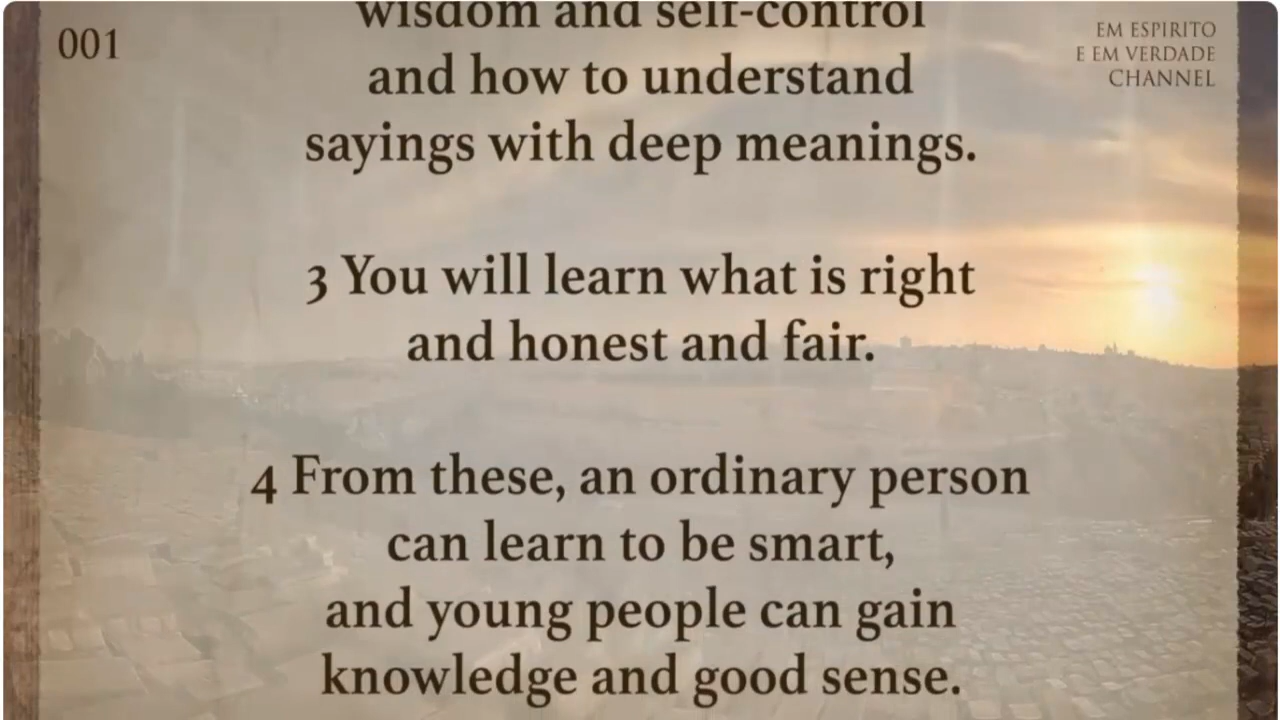 001
EM ESPIRITO
E EM VERDADE
CHANNEL
wisdom and self-control
and how to understand
sayings with deep meanings.
3 You will learn what is right
and honest and fair.
4 From these, an ordinary person
can learn to be smart,
and young people can gain
knowledge and good sense.